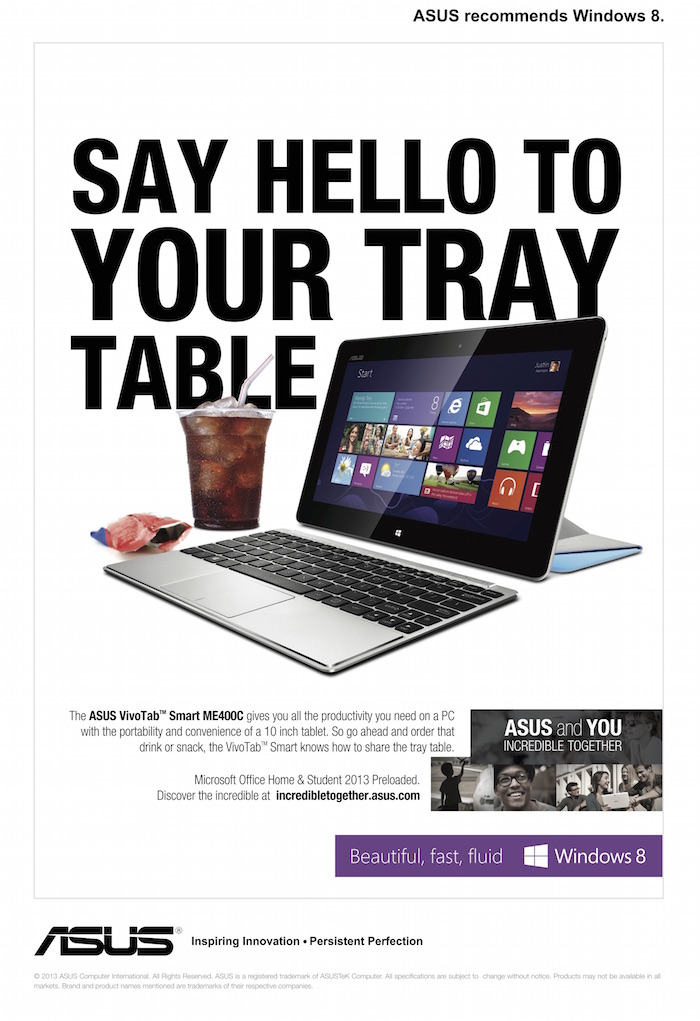 ASUS recommends Windows 8.
SAY HELLO TO
YOUR TRAY
TABLE
ASUS
Start
Justin
8
The ASUS VivoTab™ Smart ME400C gives you all the productivity you need on a PC
with the portability and convenience of a 10 inch tablet. So go ahead and order that
drink or snack, the VivoTab™ Smart knows how to share the tray table.
Microsoft Office Home & Student 2013 Preloaded.
Discover the incredible at incredibletogether.asus.com
ASUS and YOU
INCREDIBLE TOGETHER
Beautiful, fast, fluid Windows 8
ASUS® Inspiring Innovation • Persistent Perfection
© 2013 ASUS Computer International. All Rights Reserved. ASUS is a registered trademark of ASUSTeK Computer. All specifications are subject to change without notice. Products may not be available in all
markets. Brand and product names mentioned are trademarks of their respective companies.